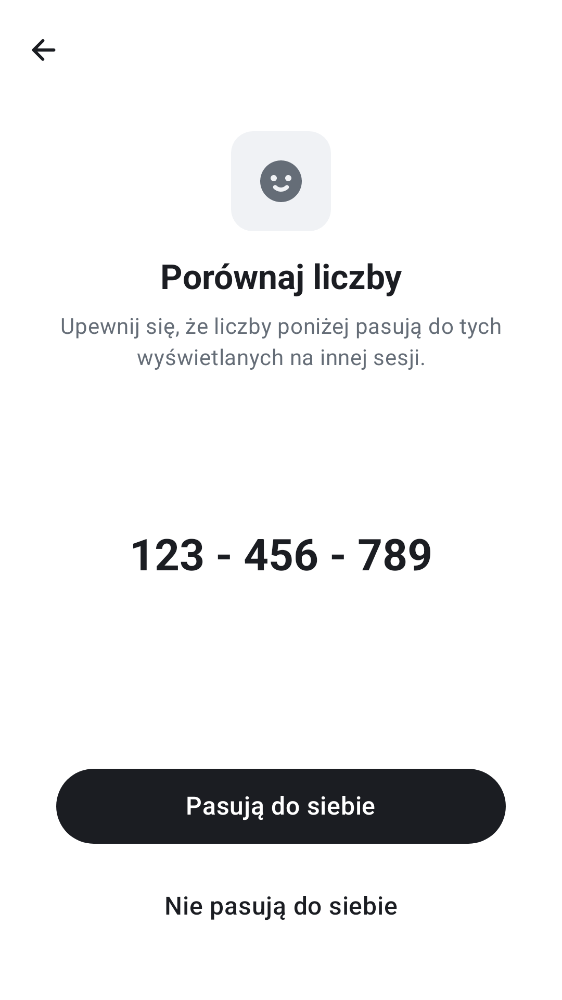 Porównaj liczby
Upewnij się, że liczby poniżej pasują do tych
wyświetlanych na innej sesji.
123 - 456 - 789
Pasują do siebie
Nie pasują do siebie